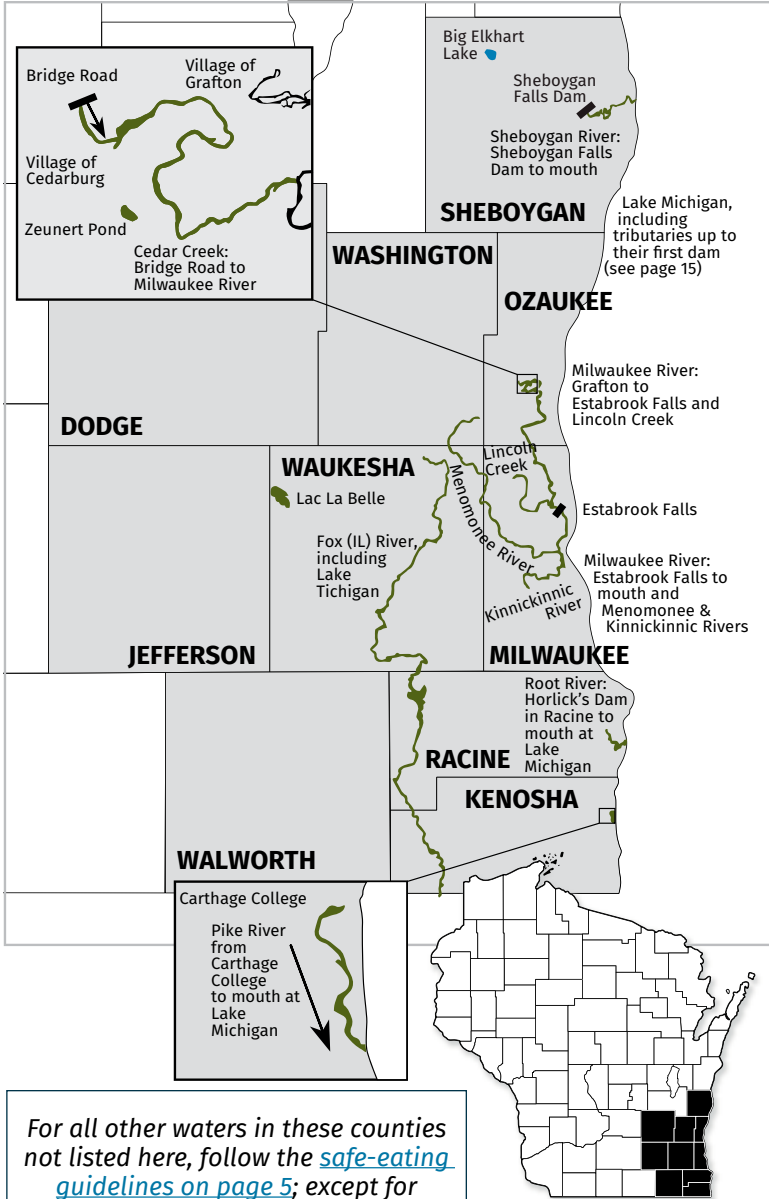 Big Elkhart
Lake
Sheboygan
Falls Dam
Sheboygan River:
Sheboygan Falls
Dam to mouth
SHEBOYGAN
Bridge Road
Village of
Grafton
Village of
Cedarburg
Zeunert Pond
Cedar Creek:
Bridge Road to
Milwaukee River
Lake Michigan,
including
tributaries up to
their first dam
(see page 15)
WASHINGTON
OZAUKEE
Milwaukee River:
Grafton to
Estabrook Falls and
Lincoln Creek
DODGE
WAUKESHA
Lincoln
Creek
Lac La Belle
Menomonee River
Estabrook Falls
Fox (IL) River,
including
Lake
Tichigan
Milwaukee River:
Estabrook Falls to
mouth and
Menomonee &
Kinnickinnic Rivers
Kinnickinnic
River
JEFFERSON
MILWAUKEE
Root River:
Horlick's Dam
in Racine to
mouth at
Lake
Michigan
RACINE
KENOSHA
WALWORTH
Carthage College
Pike River
from
Carthage
College
to mouth at
Lake
Michigan
For all other waters in these counties
not listed here, follow the safe-eating
guidelines on page 5; except for